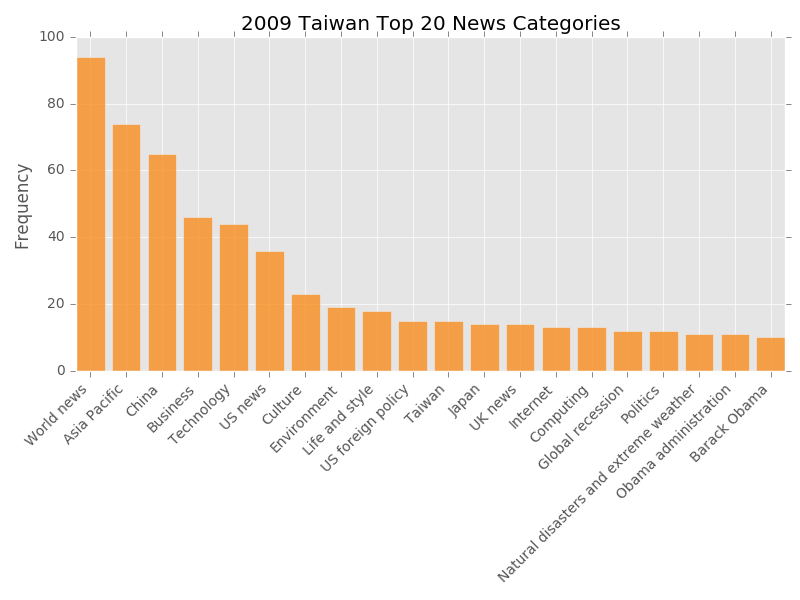 2009 Taiwan Top 20 News Categories
Frequency
100
80
60
40
20
0
World news
Asia Pacific
China
Business
Technology
US news
Culture
Environment
Life and style
US foreign policy
Taiwan
Japan
UK news
Internet
Computing
Global recession
Politics
Natural disasters and extreme weather
Obama administration
Barack Obama